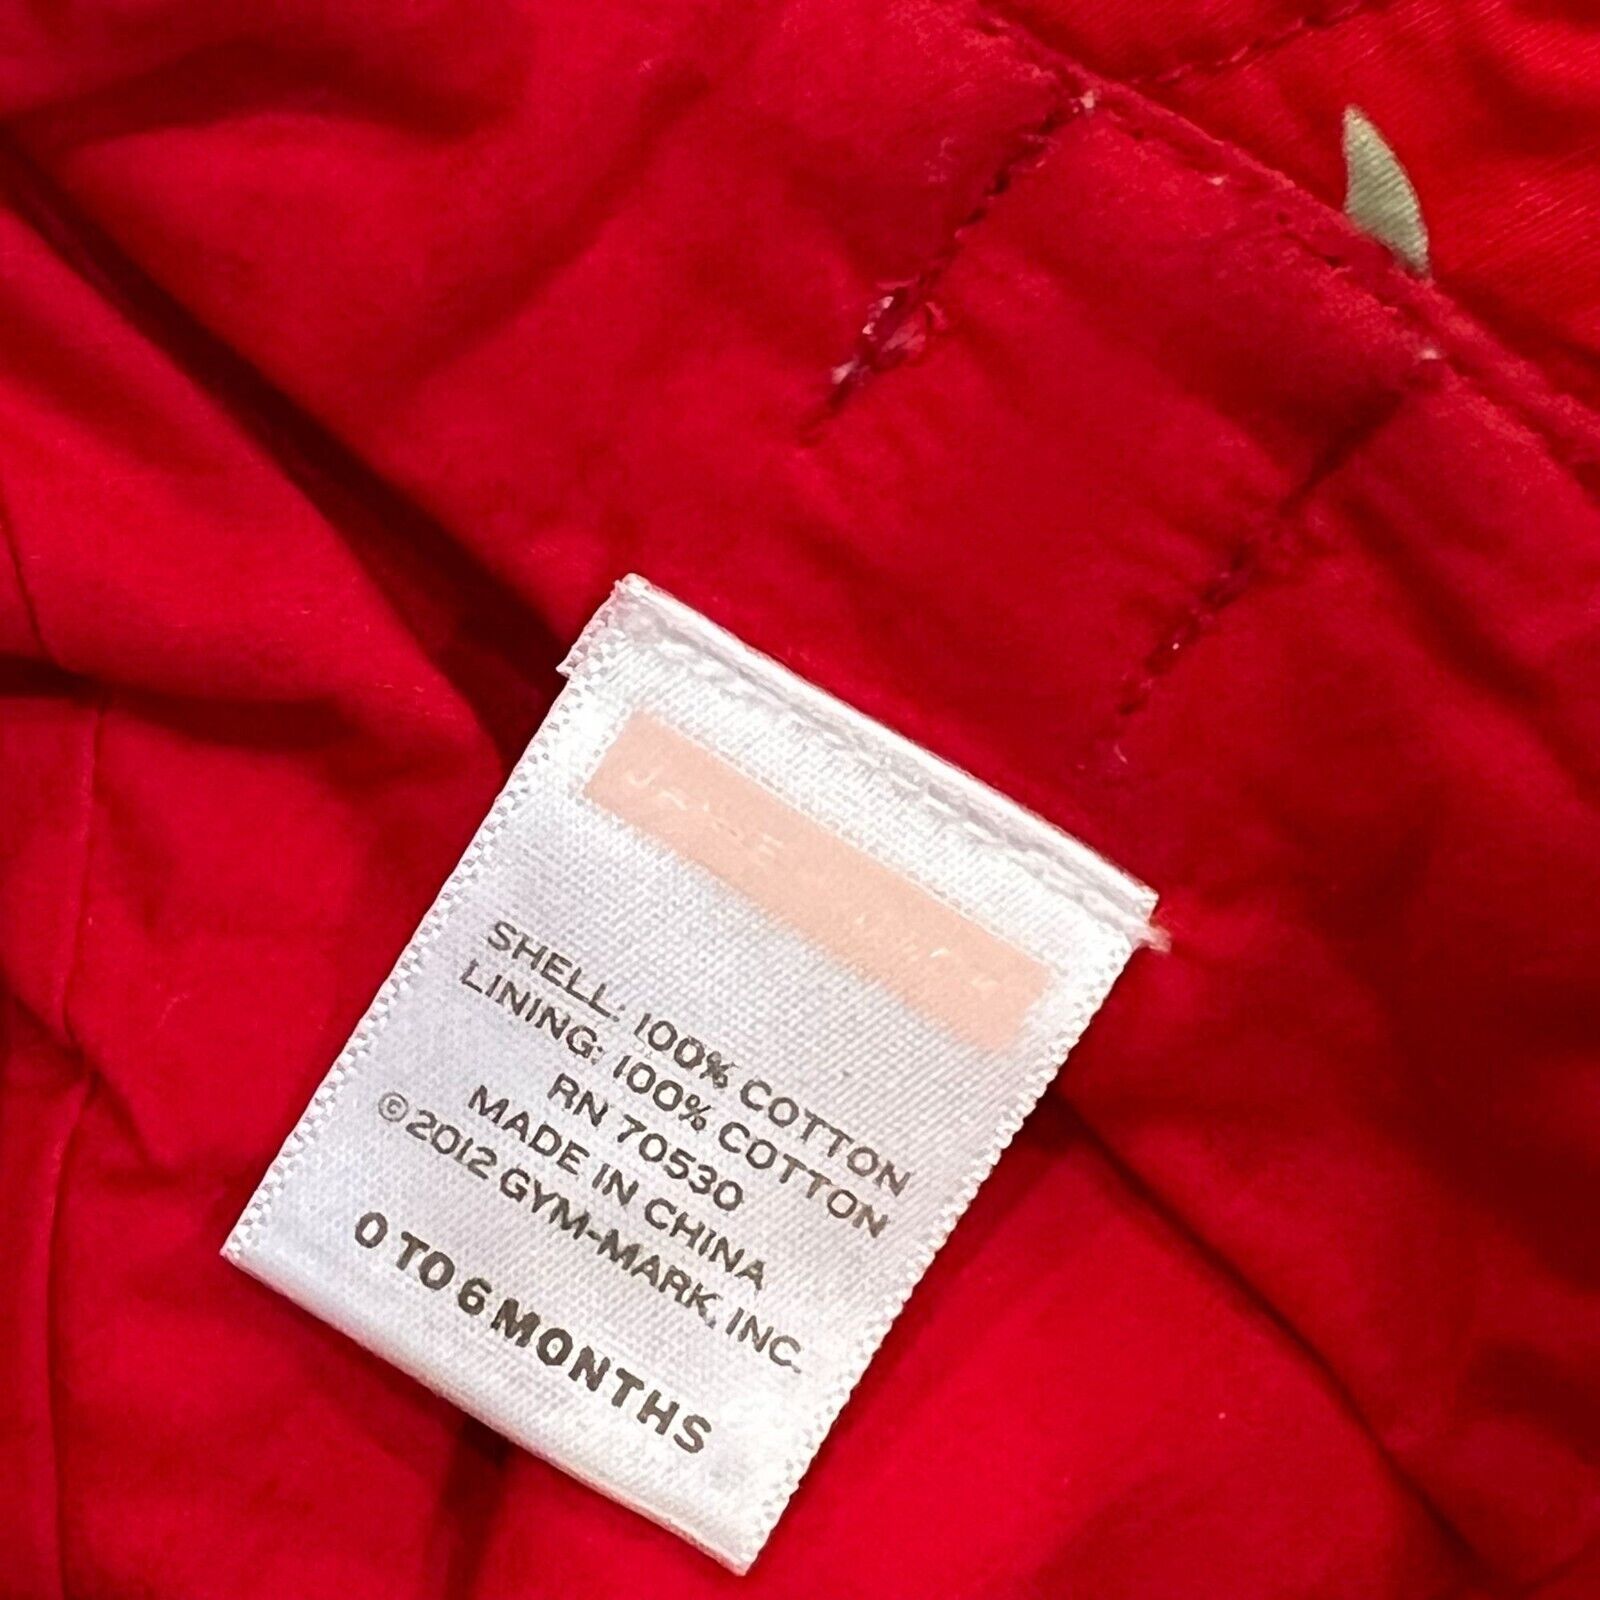 SHELL: 100% COTTON
LINING: 100% COTTON
RN 70530
MADE IN CHINA
©2012 GYM-MARK, INC.
0 TO 6 MONTHS